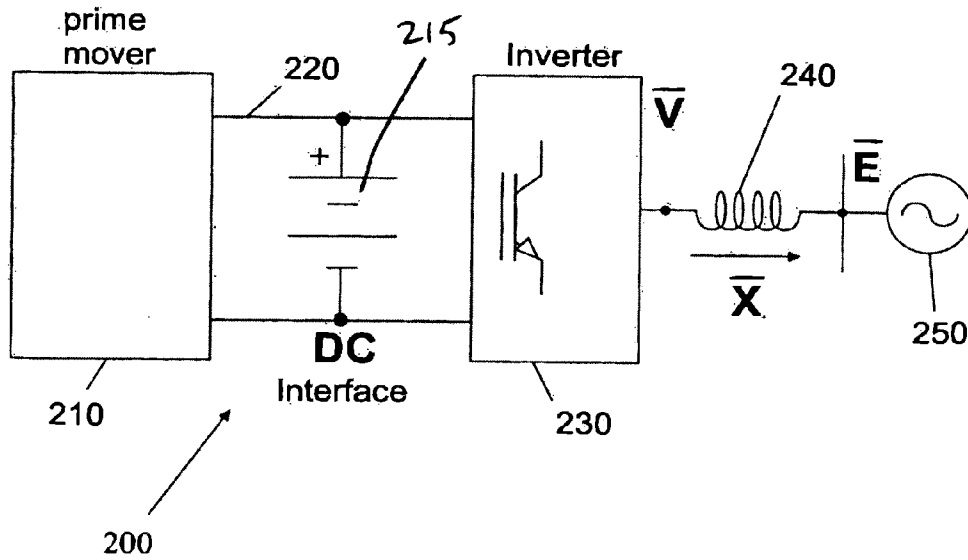 prime
mover
215
220
Inverter
240
V
E
+
X
DC
Interface
210
230
250
200